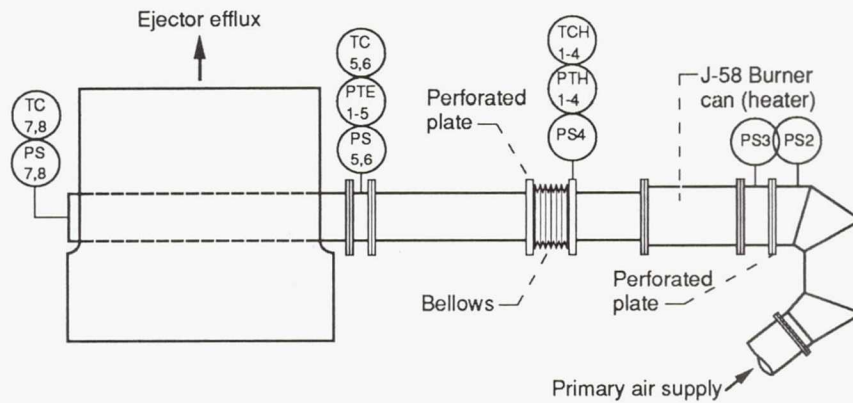 Ejector efflux
TC
7,8
PS
7,8
TC
5,6
PTE
1-5
PS
5,6
Perforated
plate
TCH
1-4
PTH
1-4
PS4
J-58 Burner
can (heater)
PS3
PS2
Bellows
Perforated
plate
Primary air supply